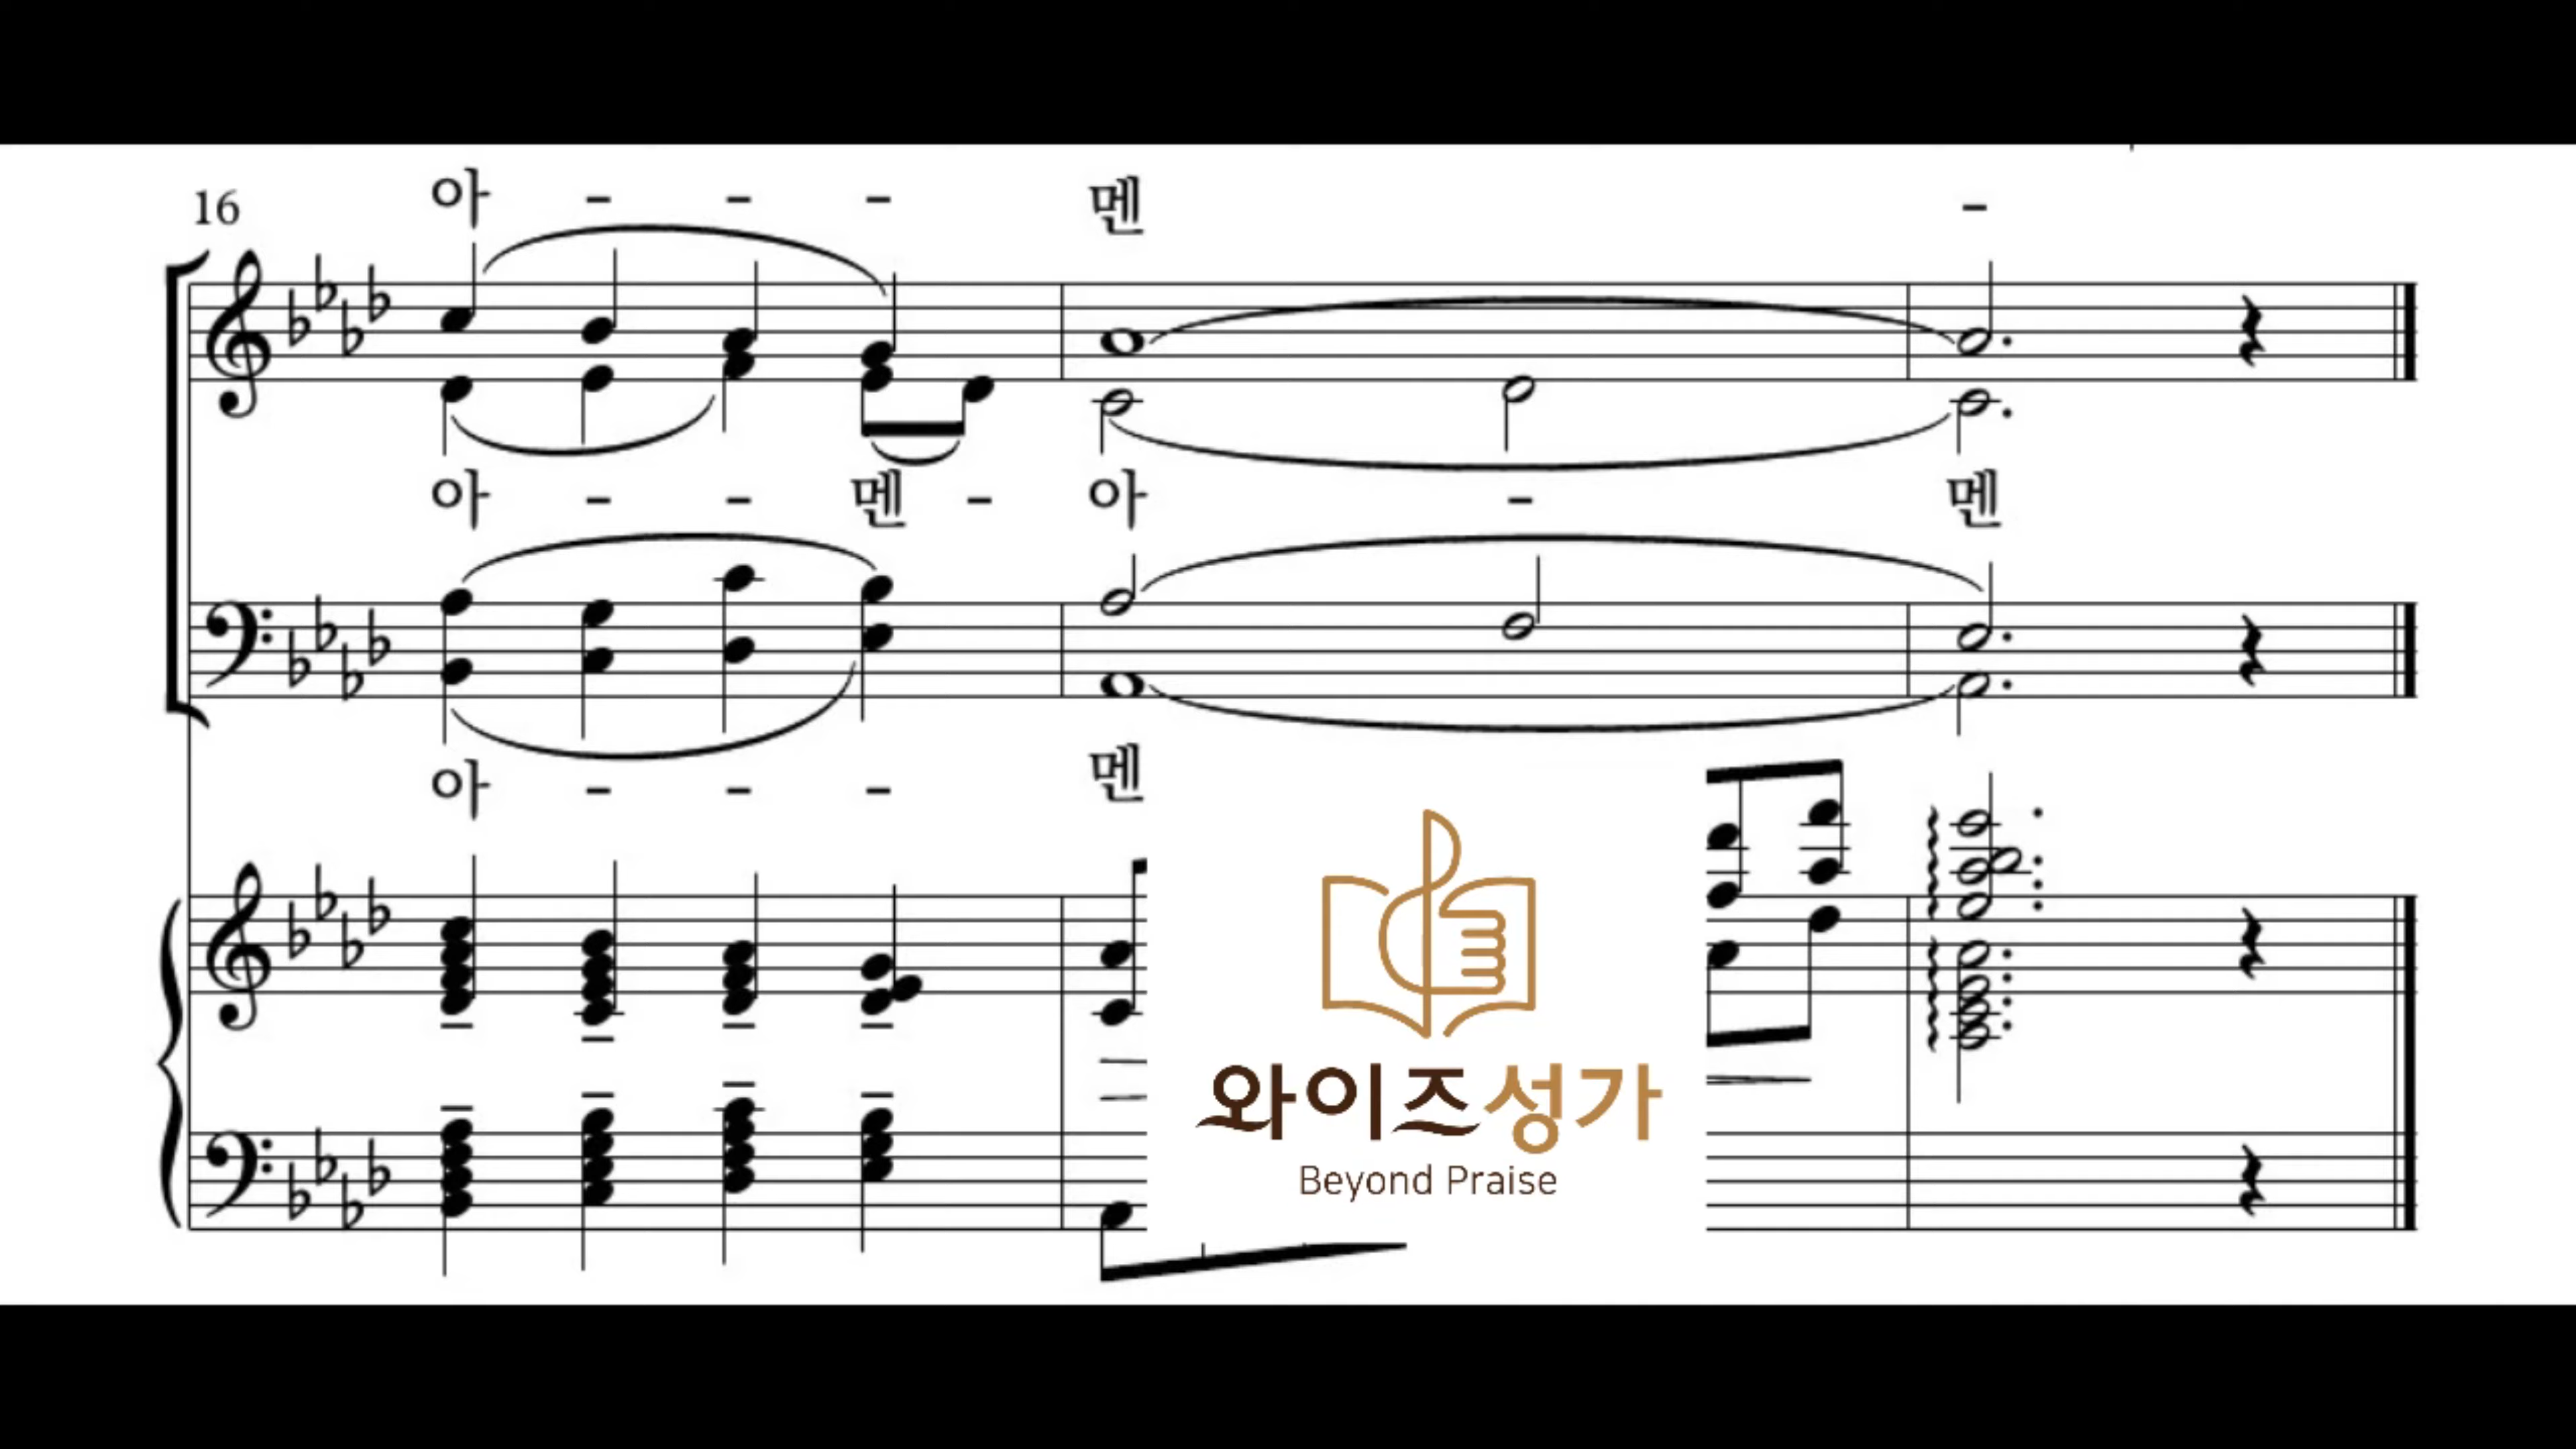 16
아 - - - 멘 -
아 - - 멘 - 아 - 멘
아 - - - 멘
와이즈성가
Beyond Praise